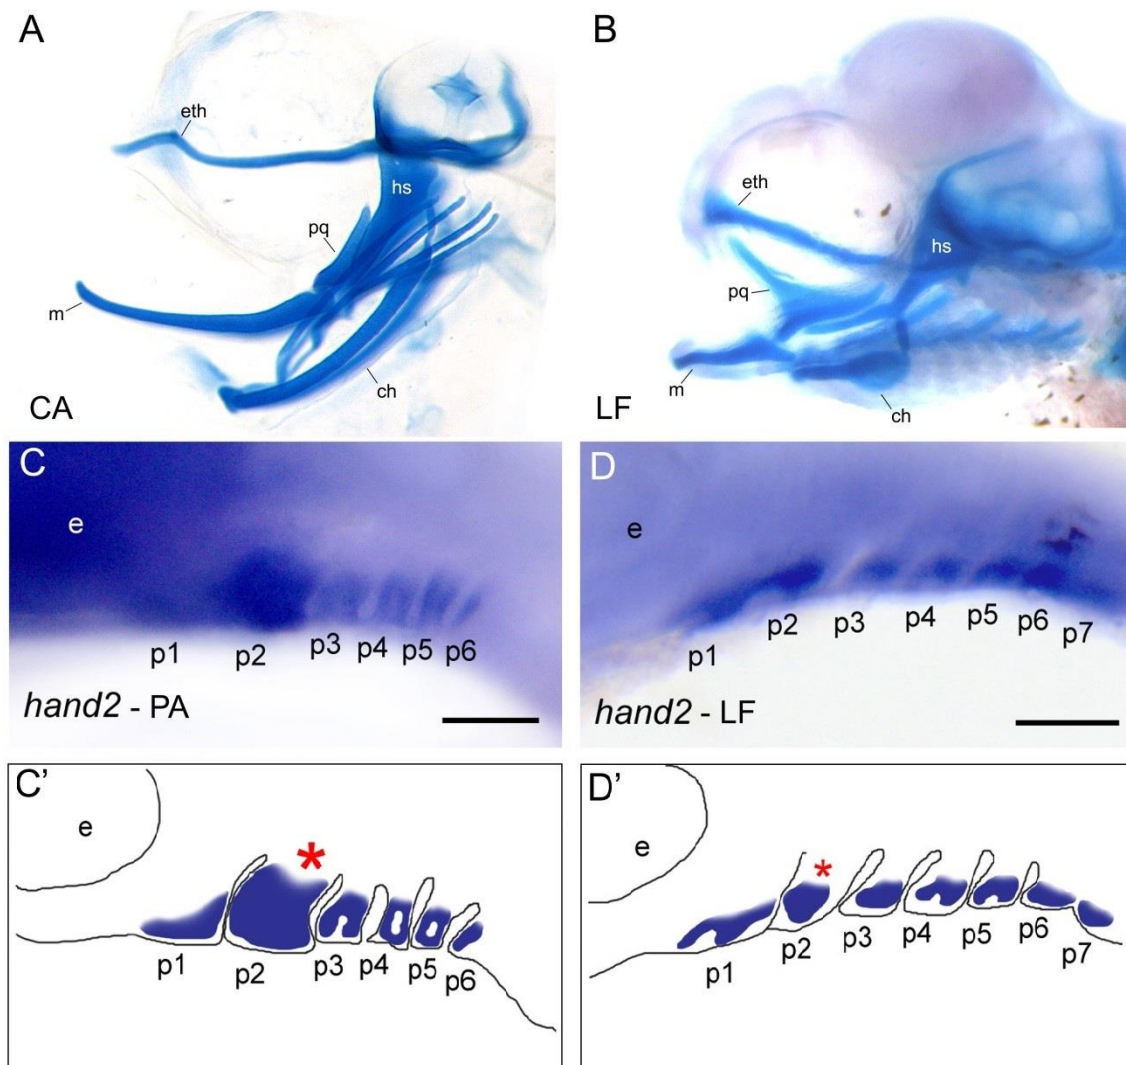 A
eth
hs
pq
m
ch
CA
B
eth
hs
pq
m
ch
LF
C
e
p1 p2 p3 p4 p5 p6
hand2 - PA
D
e
p1 p2 p3 p4 p5 p6 p7
hand2 - LF
C’
e
*
p1 p2 p3 p4 p5 p6
D’
e
*
p1 p2 p3 p4 p5 p6 p7